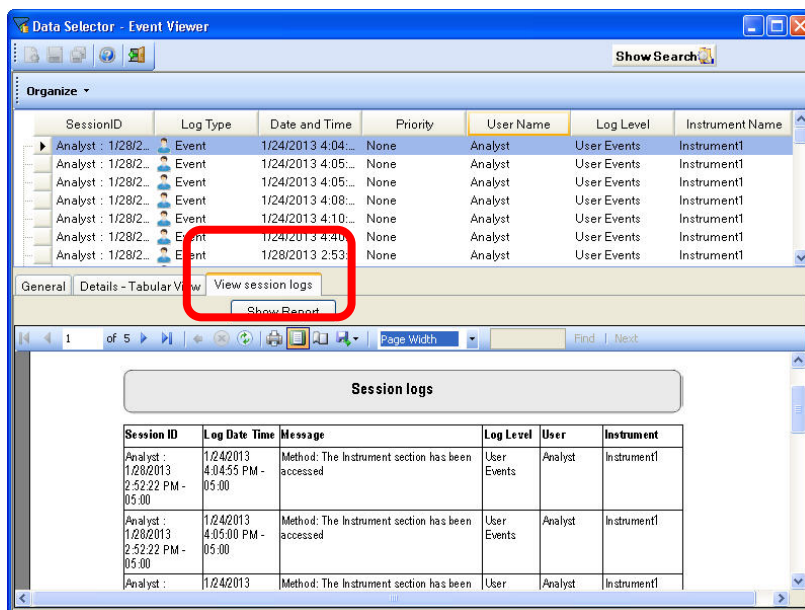 Data Selector - Event Viewer
Show Search
Organize
SessionID Log Type Date and Time Priority User Name Log Level Instrument Name
Analyst : 1/28/2... Event 1/24/2013 4:04:... None Analyst User Events Instrument1
Analyst : 1/28/2... Event 1/24/2013 4:05:... None Analyst User Events Instrument1
Analyst : 1/28/2... Event 1/24/2013 4:05:... None Analyst User Events Instrument1
Analyst : 1/28/2... Event 1/24/2013 4:08:... None Analyst User Events Instrument1
Analyst : 1/28/2... Event 1/24/2013 4:10:... None Analyst User Events Instrument1
Analyst : 1/28/2... Event 1/24/2013 4:40: None Analyst User Events Instrument1
Analyst : 1/28/2... Event 1/28/2013 2:53: None Analyst User Events Instrument1
General Details - Tabular View View session logs
Show Report
1 of 5 Page Width Find | Next
Session logs
Session ID Log Date Time Message Log Level User Instrument
Analyst : 1/24/2013 Method: The Instrument section has been User Analyst Instrument1
1/28/2013 4:04:55 PM - accessed Events
2:52:22 PM - 05:00
05:00
Analyst : 1/24/2013 Method: The Instrument section has been User Analyst Instrument1
1/28/2013 4:05:00 PM - accessed Events
2:52:22 PM - 05:00
05:00
Analyst : 1/24/2013 Method: The Instrument section has been User Analyst Instrument1